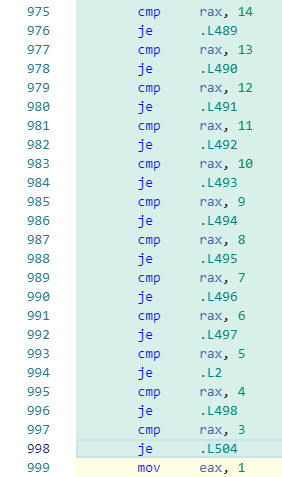 975 cmp rax, 14
976 je .L489
977 cmp rax, 13
978 je .L490
979 cmp rax, 12
980 je .L491
981 cmp rax, 11
982 je .L492
983 cmp rax, 10
984 je .L493
985 cmp rax, 9
986 je .L494
987 cmp rax, 8
988 je .L495
989 cmp rax, 7
990 je .L496
991 cmp rax, 6
992 je .L497
993 cmp rax, 5
994 je .L2
995 cmp rax, 4
996 je .L498
997 cmp rax, 3
998 je .L504
999 mov eax, 1